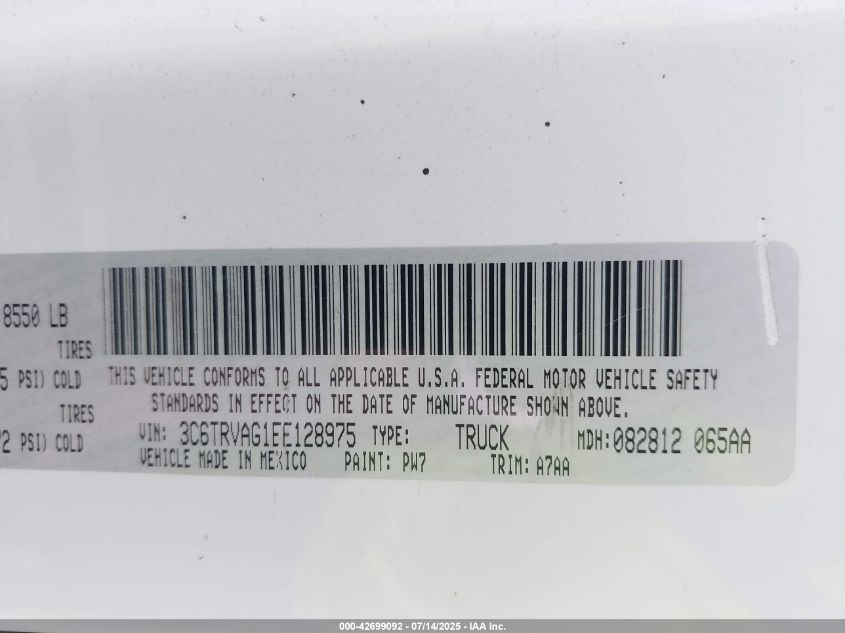 8550 LB
TIRES
5 PSI) COLD
THIS VEHICLE CONFORMS TO ALL APPLICABLE U.S.A. FEDERAL MOTOR VEHICLE SAFETY
STANDARDS IN EFFECT ON THE DATE OF MANUFACTURE SHOWN ABOVE.
TIRES
2 PSI) COLD
VIN: 3C6TRVAG1EE128975 TYPE: TRUCK MDH:082812 065AA
VEHICLE MADE IN MEXICO PAINT: PW7 TRIM: A7AA
000-42699092 - 07/14/2025 - IAA Inc.